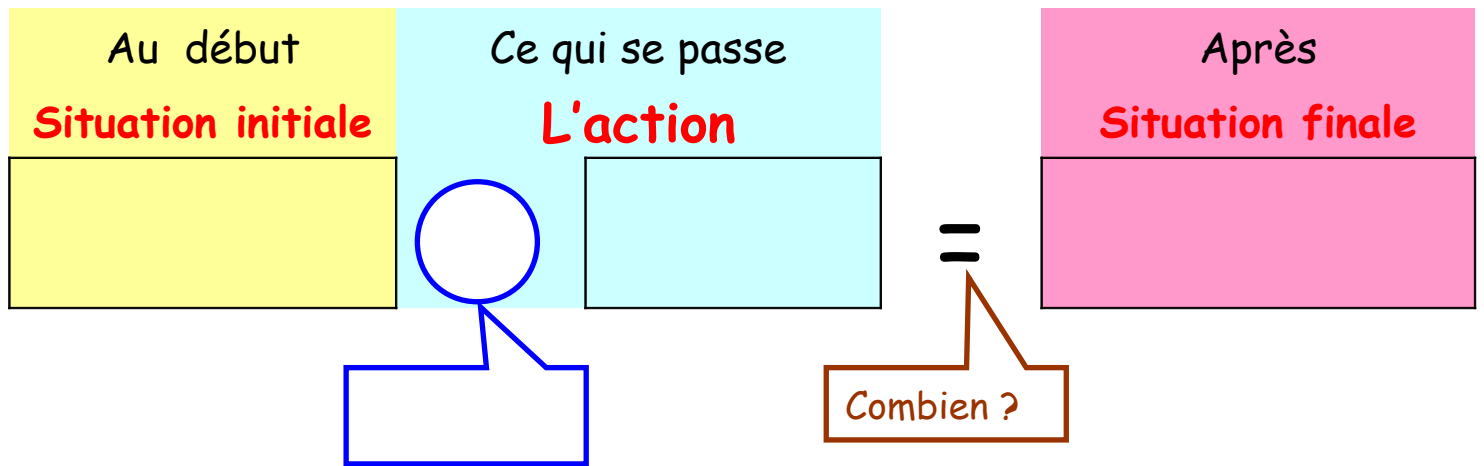 Au début
Situation initiale
Ce qui se passe
L'action
=
Après
Situation finale
Combien ?